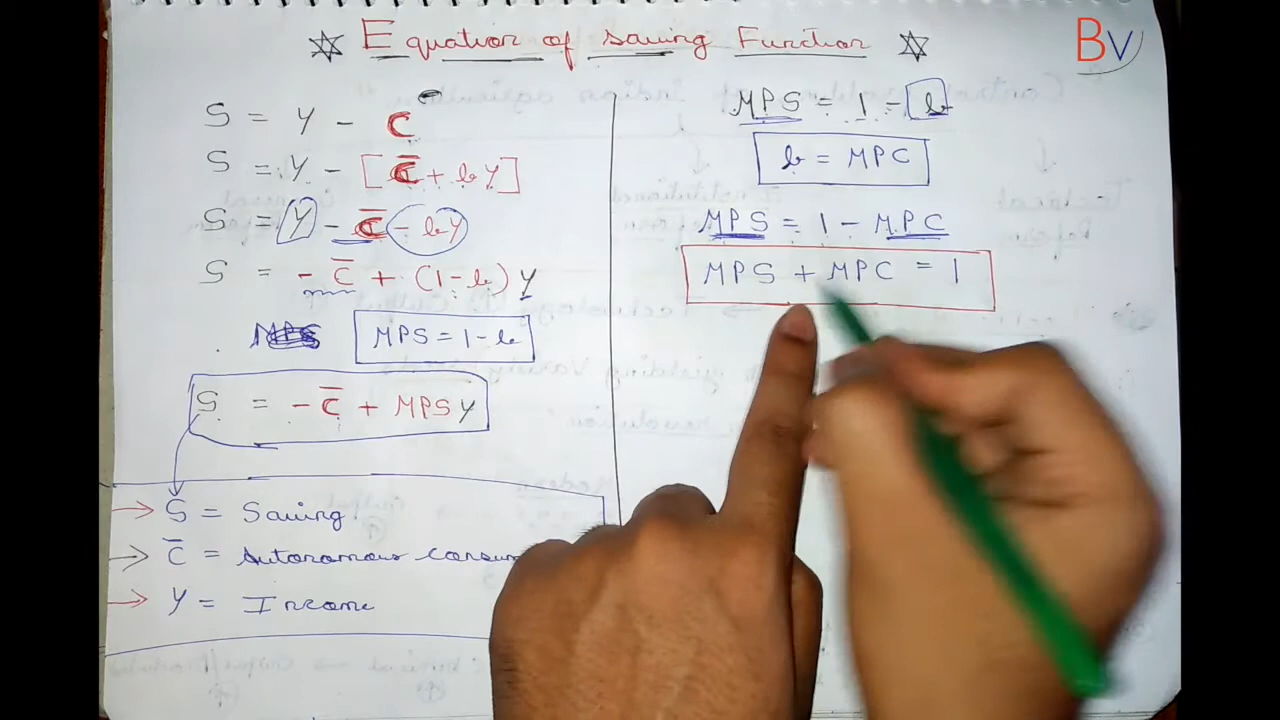 Equation of Saving Function
BV
S = Y - C
S = Y - [C̅ + bY]
S = Y - C̅ - bY
S = - C̅ + (1-b) Y
MPS = 1-b
S = - C̅ + MPS Y
S = Saving
C̅ = Autonomous consum
Y = Income
MPS = 1 - b
b = MPC
MPS = 1 - MPC
MPS + MPC = 1